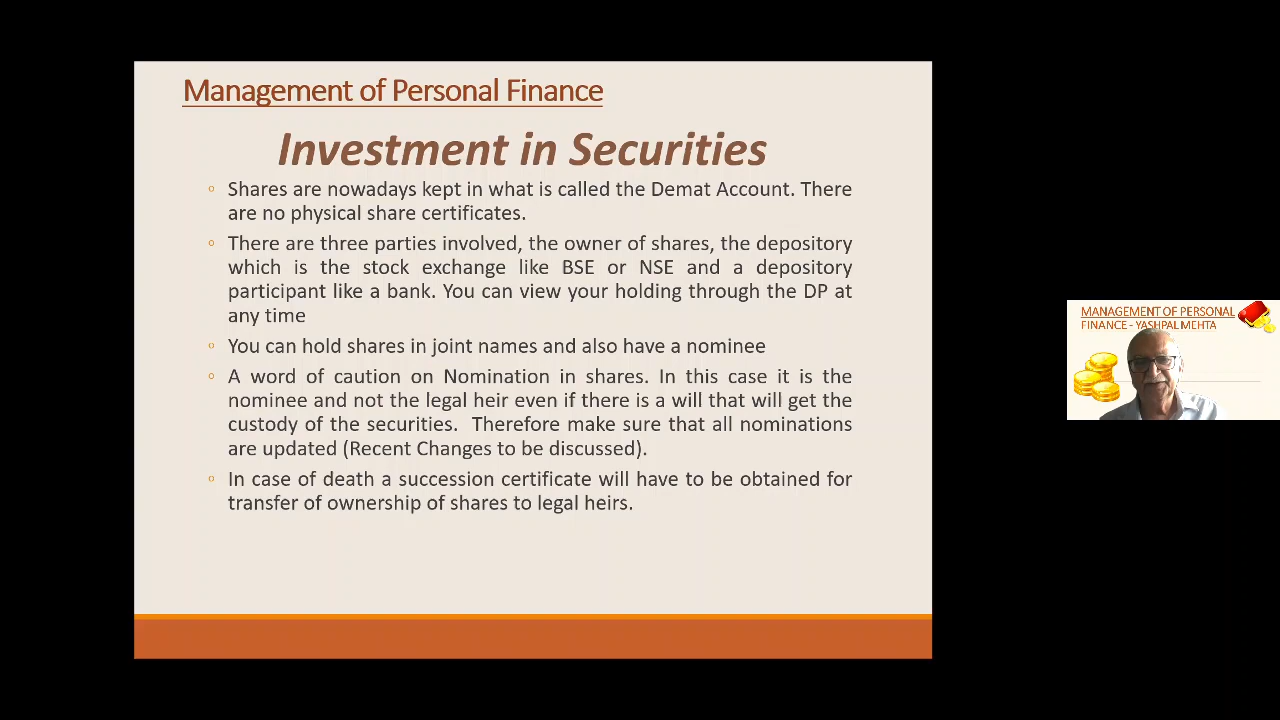 Management of Personal Finance
Investment in Securities
Shares are nowadays kept in what is called the Demat Account. There
are no physical share certificates.
There are three parties involved, the owner of shares, the depository
which is the stock exchange like BSE or NSE and a depository
participant like a bank. You can view your holding through the DP at
any time
You can hold shares in joint names and also have a nominee
A word of caution on Nomination in shares. In this case it is the
nominee and not the legal heir even if there is a will that will get the
custody of the securities. Therefore make sure that all nominations
are updated (Recent Changes to be discussed).
In case of death a succession certificate will have to be obtained for
transfer of ownership of shares to legal heirs.
MANAGEMENT OF PERSONAL
FINANCE - YASHPAL MEHTA